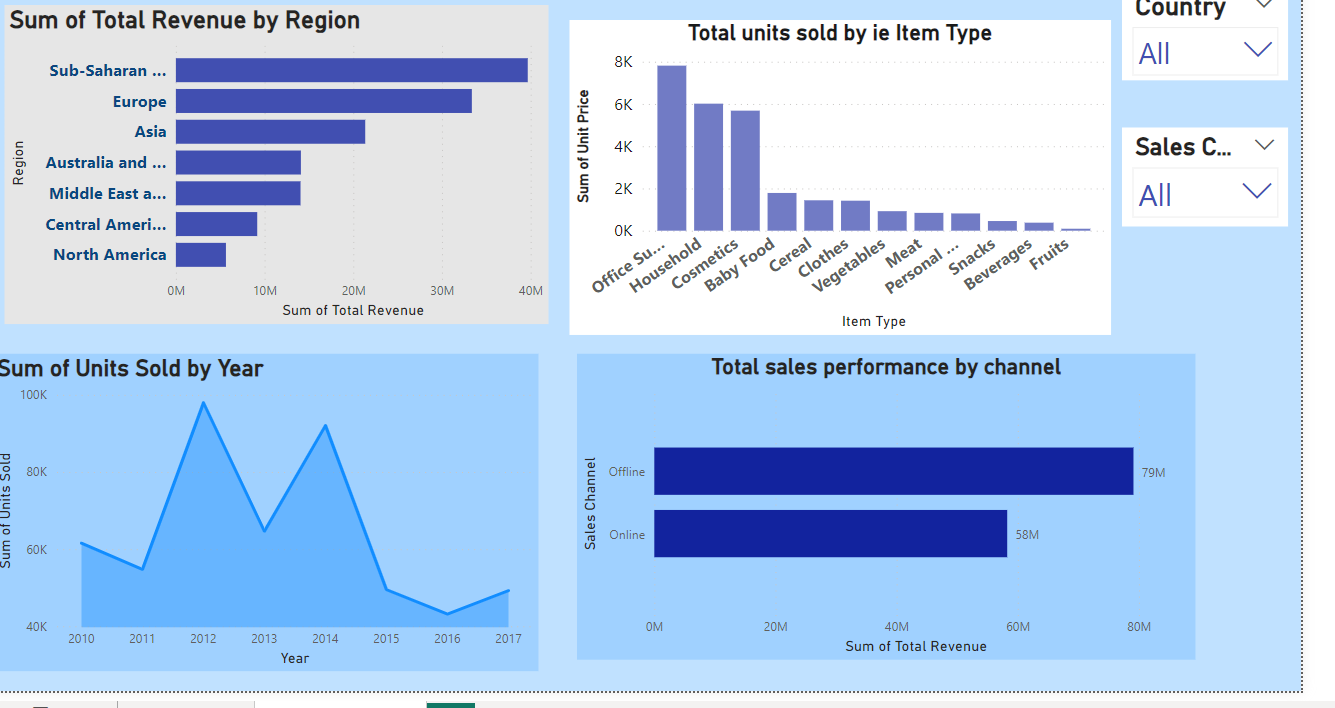 Sum of Total Revenue by Region
Region
Sub-Saharan ...
Europe
Asia
Australia and ...
Middle East a...
Central Ameri...
North America
0M 10M 20M 30M 40M
Sum of Total Revenue
Total units sold by ie Item Type
Sum of Unit Price
8K
6K
4K
2K
0K
Office Su... Household Cosmetics Baby Food Cereal Clothes Vegetables Meat Personal ... Snacks Beverages Fruits
Item Type
Country
All
Sales C...
All
Sum of Units Sold by Year
Sum of Units Sold
100K
80K
60K
40K
2010 2011 2012 2013 2014 2015 2016 2017
Year
Total sales performance by channel
Sales Channel
Offline 79M
Online 58M
0M 20M 40M 60M 80M
Sum of Total Revenue